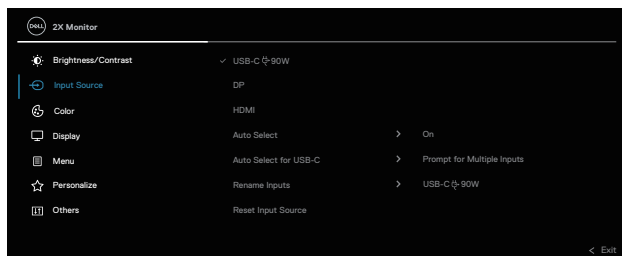 DELL 2X Monitor
Brightness/Contrast USB-C 90W
Input Source DP
Color HDMI
Display Auto Select On
Menu Auto Select for USB-C Prompt for Multiple Inputs
Personalize Rename Inputs USB-C 90W
Others Reset Input Source
< Exit